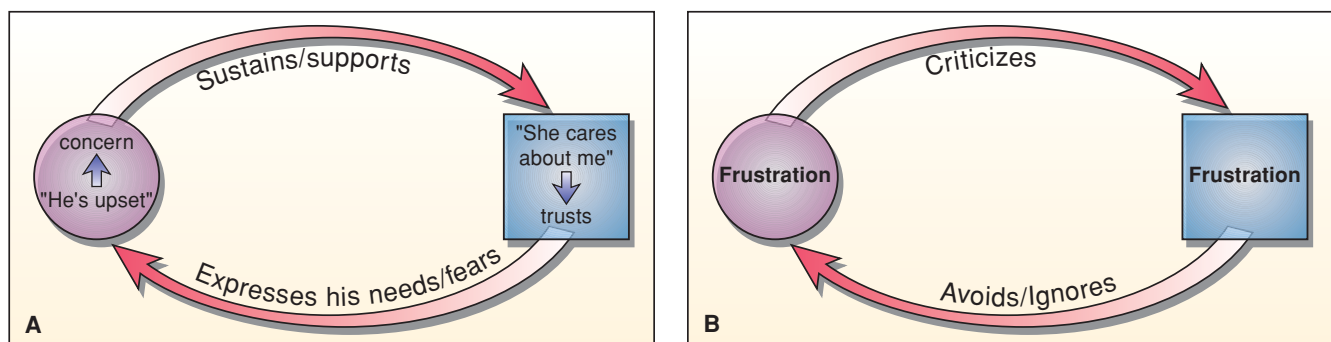 Sustains/supports
concern
"He's upset"
"She cares
about me"
trusts
Expresses his needs/fears
A
Criticizes
Frustration
Frustration
Avoids/Ignores
B